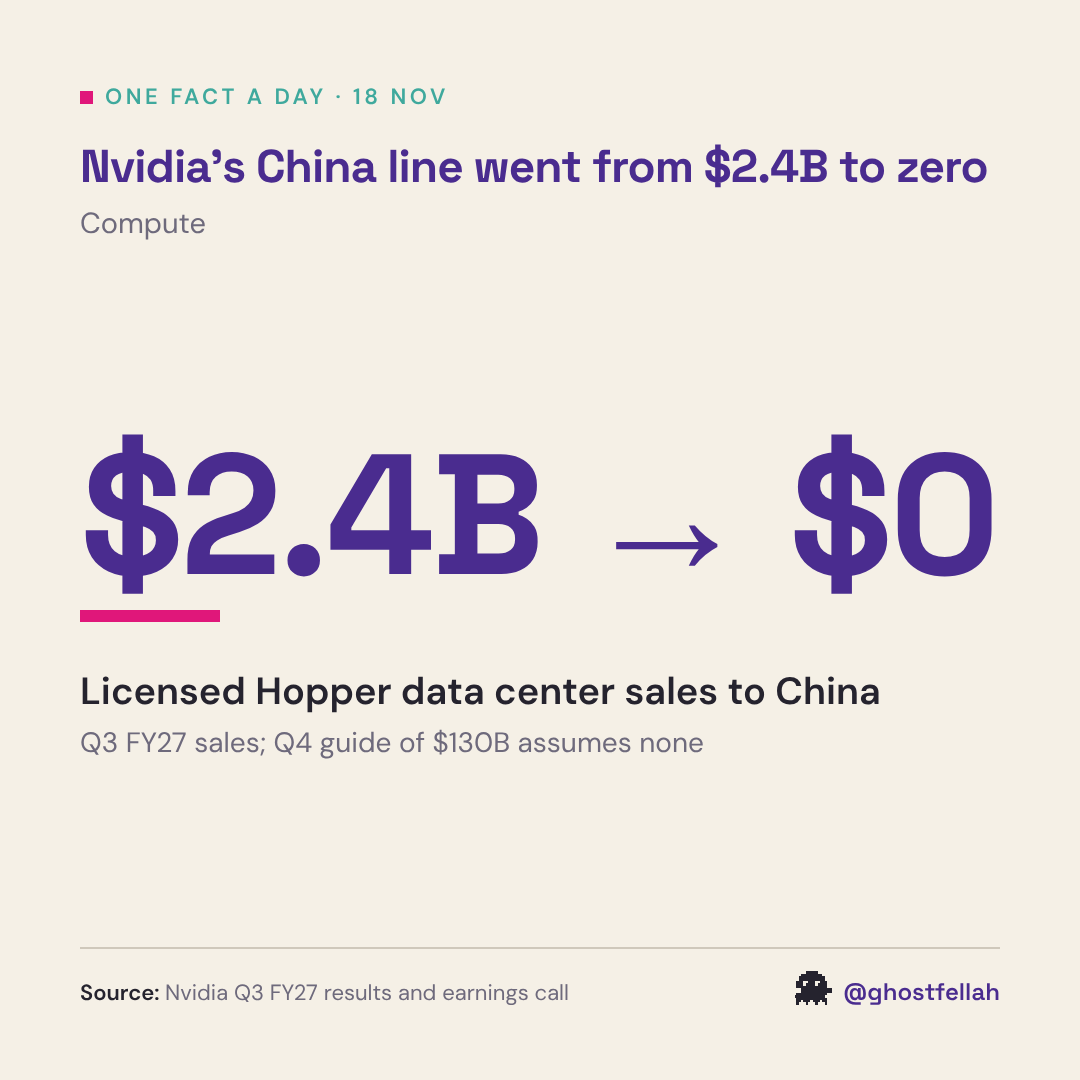 ONE FACT A DAY · 18 NOV
Nvidia’s China line went from $2.4B to zero
Compute
$2.4B → $0
Licensed Hopper data center sales to China
Q3 FY27 sales; Q4 guide of $130B assumes none
Source: Nvidia Q3 FY27 results and earnings call
@ghostfellah